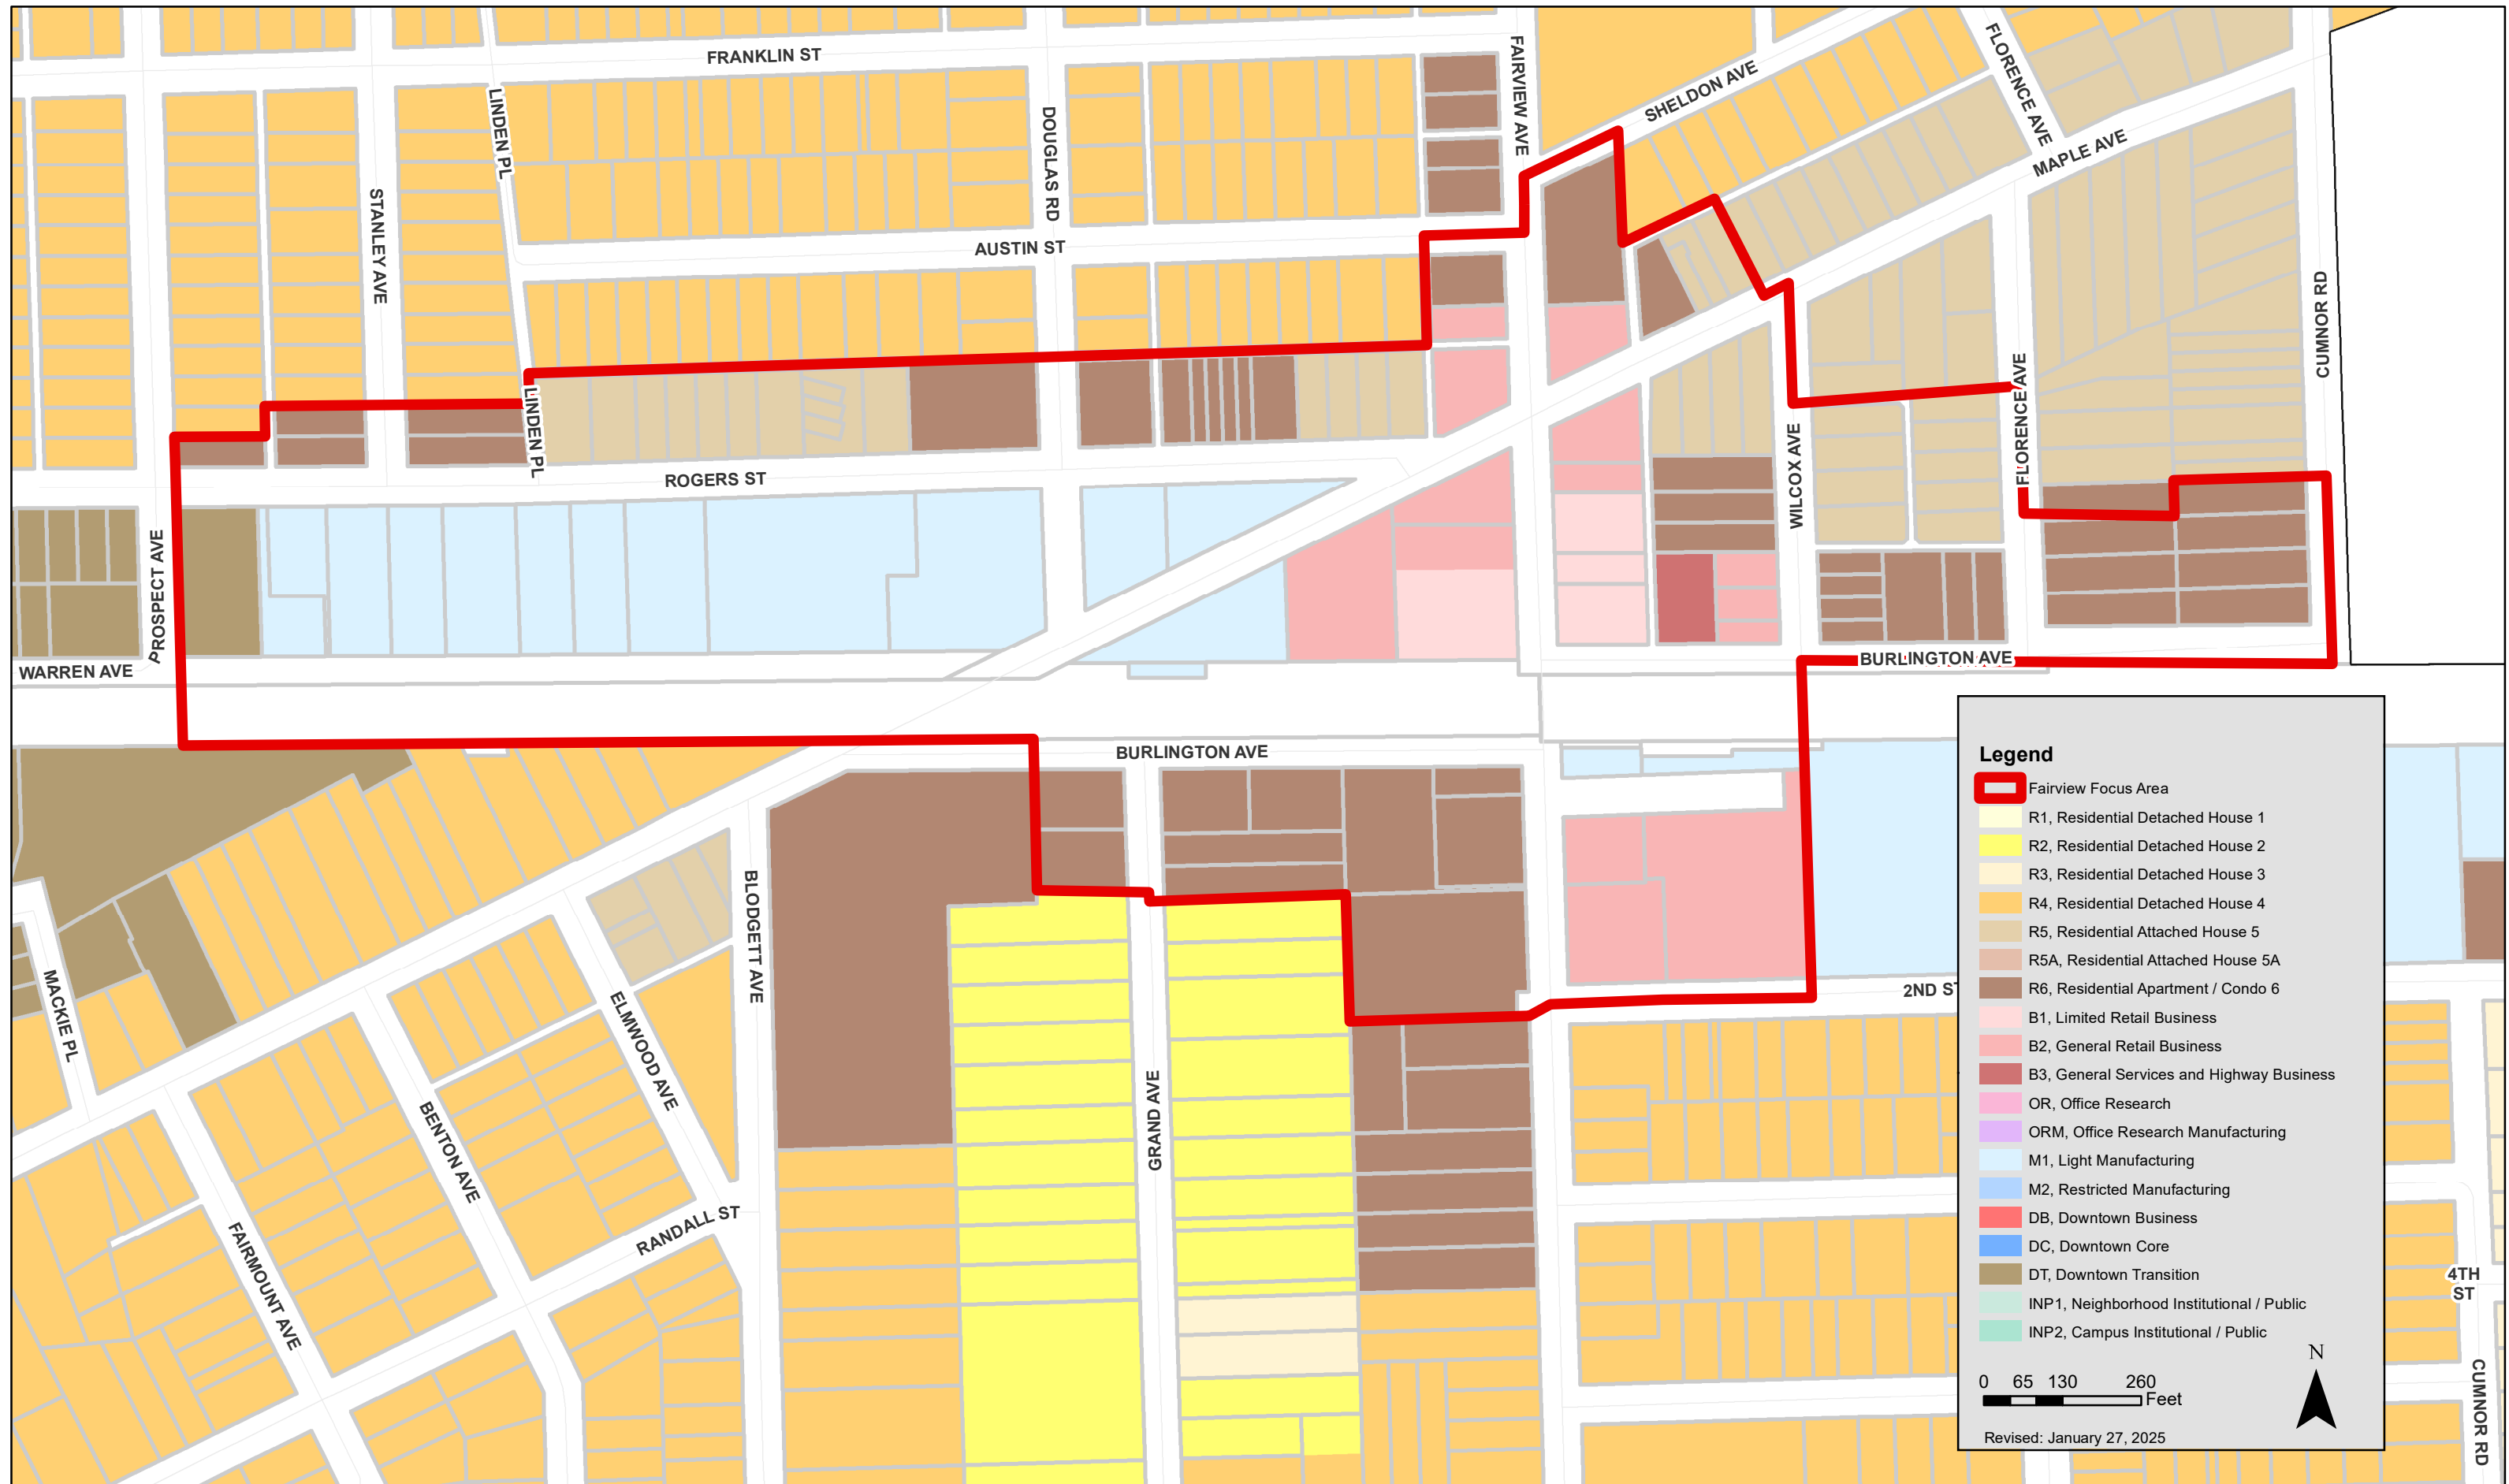 FRANKLIN ST
FAIRVIEW AVE
SHELDON AVE
FLORENCE AVE
MAPLE AVE
LINDEN PL
DOUGLAS RD
STANLEY AVE
AUSTIN ST
CUMNOR RD
LINDEN PL
FLORENCE AVE
WILCOX AVE
ROGERS ST
PROSPECT AVE
WARREN AVE
BURLINGTON AVE
BURLINGTON AVE
BLODGETT AVE
MACKIE PL
ELMWOOD AVE
2ND ST
BENTON AVE
GRAND AVE
RANDALL ST
FAIRMOUNT AVE
4TH
ST
CUMNOR RD
Legend
Fairview Focus Area
R1, Residential Detached House 1
R2, Residential Detached House 2
R3, Residential Detached House 3
R4, Residential Detached House 4
R5, Residential Attached House 5
R5A, Residential Attached House 5A
R6, Residential Apartment / Condo 6
B1, Limited Retail Business
B2, General Retail Business
B3, General Services and Highway Business
OR, Office Research
ORM, Office Research Manufacturing
M1, Light Manufacturing
M2, Restricted Manufacturing
DB, Downtown Business
DC, Downtown Core
DT, Downtown Transition
INP1, Neighborhood Institutional / Public
INP2, Campus Institutional / Public
N
0 65 130 260
Feet
Revised: January 27, 2025